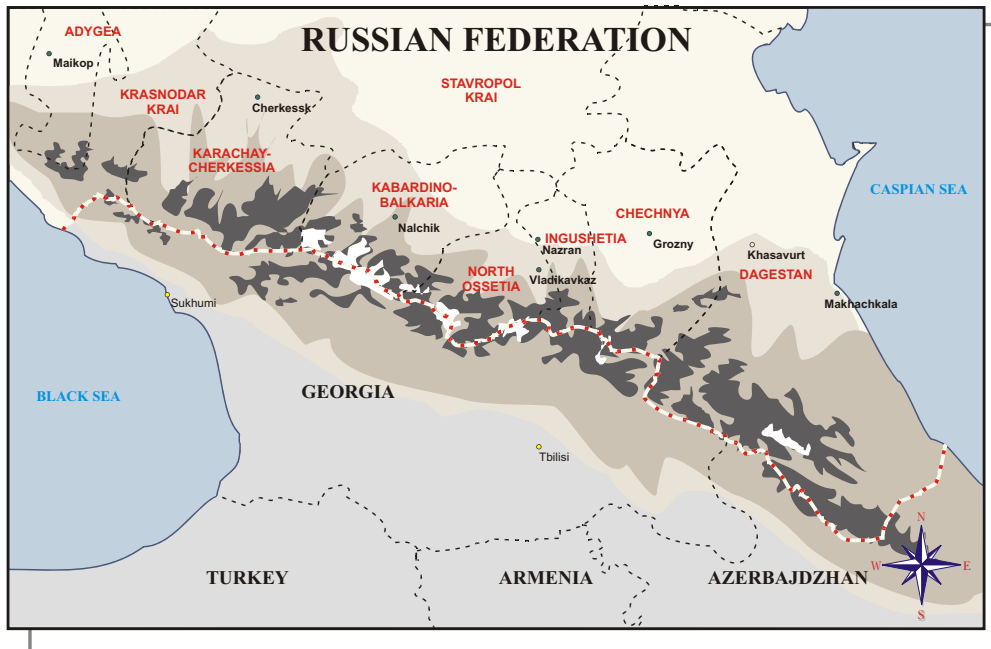 RUSSIAN FEDERATION
ADYGEA
Maikop
KRASNODAR
KRAI
Cherkessk
STAVROPOL
KRAI
KARACHAY-
CHERKESSIA
KABARDINO-
BALKARIA
Nalchik
CHECHNYA
Grozny
INGUSHETIA
Nazran
NORTH
OSSETIA
Vladikavkaz
CASPIAN SEA
Khasavurt
DAGESTAN
Makhachkala
Sukhumi
BLACK SEA
GEORGIA
Tbilisi
TURKEY
ARMENIA
AZERBAJDZHAN
N
W
E
S